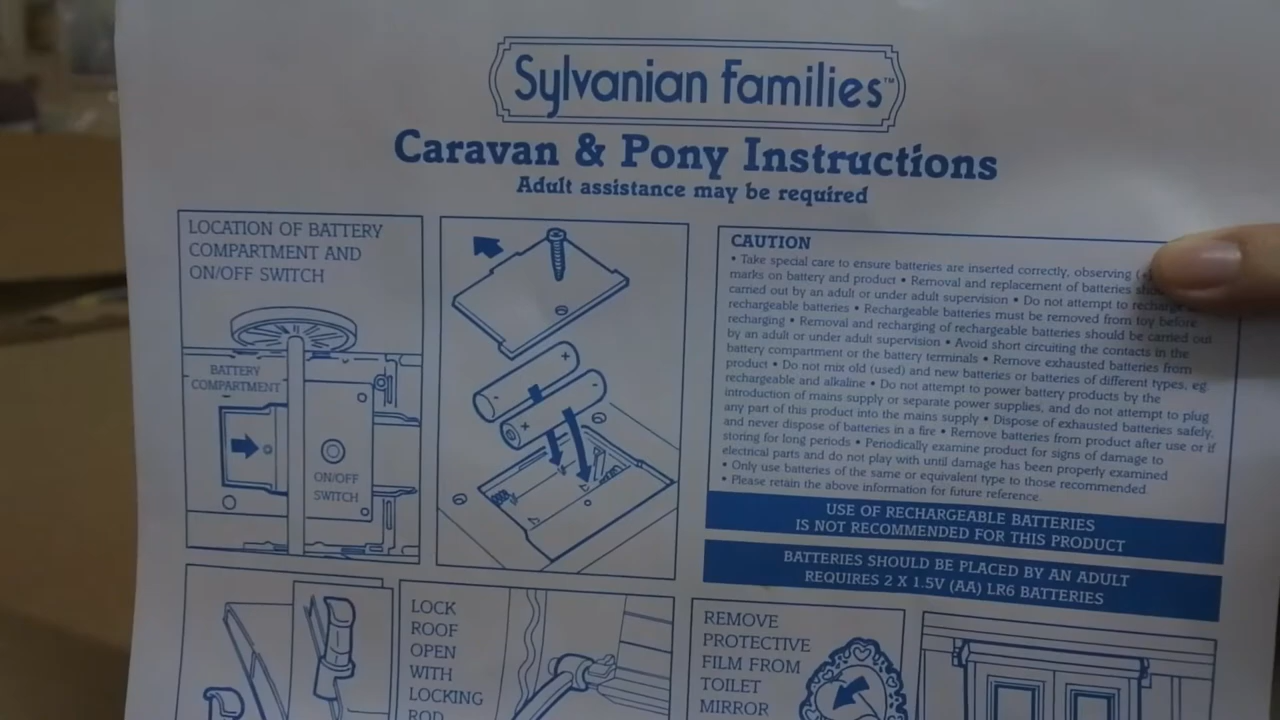 Sylvanian Families™
Caravan & Pony Instructions
Adult assistance may be required
LOCATION OF BATTERY
COMPARTMENT AND
ON/OFF SWITCH
BATTERY
COMPARTMENT
ON/OFF
SWITCH
+
-
+
CAUTION
• Take special care to ensure batteries are inserted correctly, observing (+
marks on battery and product • Removal and replacement of batteries
carried out by an adult or under adult supervision • Do not attempt to recharge
rechargeable batteries • Rechargeable batteries must be removed from toy before
recharging • Removal and recharging of rechargeable batteries should be carried out
by an adult or under adult supervision • Avoid short circuiting the contacts in the
battery compartment or the battery terminals • Remove exhausted batteries from
product • Do not mix old (used) and new batteries or batteries of different types, eg.
rechargeable and alkaline • Do not attempt to power battery products by the
introduction of mains supply or separate power supplies, and do not attempt to plug
any part of this product into the mains supply • Dispose of exhausted batteries safely,
and never dispose of batteries in a fire • Remove batteries from product after use or if
storing for long periods • Periodically examine product for signs of damage to
electrical parts and do not play with until damage has been properly examined
• Only use batteries of the same or equivalent type to those recommended.
• Please retain the above information for future reference.
USE OF RECHARGEABLE BATTERIES
IS NOT RECOMMENDED FOR THIS PRODUCT
BATTERIES SHOULD BE PLACED BY AN ADULT
REQUIRES 2 X 1.5V (AA) LR6 BATTERIES
LOCK
ROOF
OPEN
WITH
LOCKING
ROD
REMOVE
PROTECTIVE
FILM FROM
TOILET
MIRROR